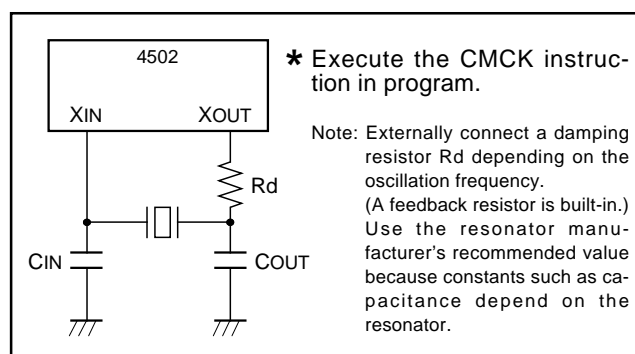 4502
XIN
XOUT
Rd
CIN
COUT
* Execute the CMCK instruc-
tion in program.
Note: Externally connect a damping
resistor Rd depending on the
oscillation frequency.
(A feedback resistor is built-in.)
Use the resonator manu-
facturer’s recommended value
because constants such as ca-
pacitance depend on the
resonator.